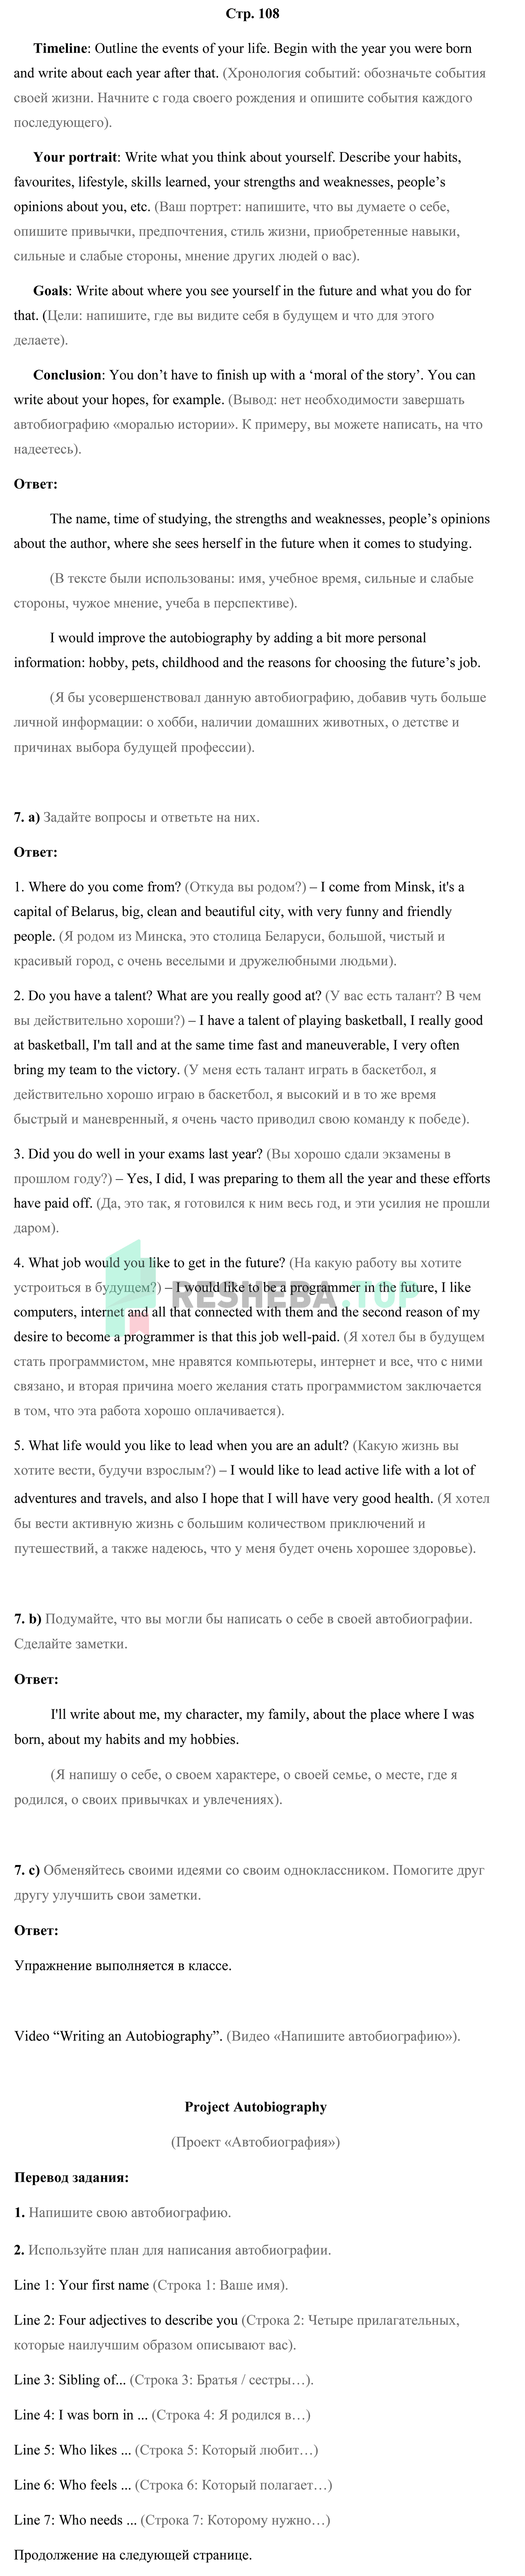 Стр. 108
Timeline: Outline the events of your life. Begin with the year you were born
and write about each year after that. (Хронология событий: обозначьте события
своей жизни. Начните с года своего рождения и опишите события каждого
последующего).
Your portrait: Write what you think about yourself. Describe your habits,
favourites, lifestyle, skills learned, your strengths and weaknesses, people’s
opinions about you, etc. (Ваш портрет: напишите, что вы думаете о себе,
опишите привычки, предпочтения, стиль жизни, приобретенные навыки,
сильные и слабые стороны, мнение других людей о вас).
Goals: Write about where you see yourself in the future and what you do for
that. (Цели: напишите, где вы видите себя в будущем и что для этого
делаете).
Conclusion: You don’t have to finish up with a ‘moral of the story’. You can
write about your hopes, for example. (Вывод: нет необходимости завершать
автобиографию «моралью истории». К примеру, вы можете написать, на что
надеетесь).
Ответ:
The name, time of studying, the strengths and weaknesses, people’s opinions
about the author, where she sees herself in the future when it comes to studying.
(В тексте были использованы: имя, учебное время, сильные и слабые
стороны, чужое мнение, учеба в перспективе).
I would improve the autobiography by adding a bit more personal
information: hobby, pets, childhood and the reasons for choosing the future’s job.
(Я бы усовершенствовал данную автобиографию, добавив чуть больше
личной информации: о хобби, наличии домашних животных, о детстве и
причинах выбора будущей профессии).
7. a) Задайте вопросы и ответьте на них.
Ответ:
1. Where do you come from? (Откуда вы родом?) – I come from Minsk, it's a
capital of Belarus, big, clean and beautiful city, with very funny and friendly
people. (Я родом из Минска, это столица Беларуси, большой, чистый и
красивый город, с очень веселыми и дружелюбными людьми).
2. Do you have a talent? What are you really good at? (У вас есть талант? В чем
вы действительно хороши?) – I have a talent of playing basketball, I really good
at basketball, I'm tall and at the same time fast and maneuverable, I very often
bring my team to the victory. (У меня есть талант играть в баскетбол, я
действительно хорошо играю в баскетбол, я высокий и в то же время
быстрый и маневренный, я очень часто приводил свою команду к победе).
3. Did you do well in your exams last year? (Вы хорошо сдали экзамены в
прошлом году?) – Yes, I did, I was preparing to them all the year and these efforts
have paid off. (Да, это так, я готовился к ним весь год, и эти усилия не прошли
даром).
4. What job would you like to get in the future? (На какую работу вы хотите
устроиться в будущем?) – I would like to be a programmer in the future, I like
RESHEBA.TOP
computers, internet and all that connected with them and the second reason of my
desire to become a programmer is that this job well-paid. (Я хотел бы в будущем
стать программистом, мне нравятся компьютеры, интернет и все, что с ними
связано, и вторая причина моего желания стать программистом заключается
в том, что эта работа хорошо оплачивается).
5. What life would you like to lead when you are an adult? (Какую жизнь вы
хотите вести, будучи взрослым?) – I would like to lead active life with a lot of
adventures and travels, and also I hope that I will have very good health. (Я хотел
бы вести активную жизнь с большим количеством приключений и
путешествий, а также надеюсь, что у меня будет очень хорошее здоровье).
7. b) Подумайте, что вы могли бы написать о себе в своей автобиографии.
Сделайте заметки.
Ответ:
I'll write about me, my character, my family, about the place where I was
born, about my habits and my hobbies.
(Я напишу о себе, о своем характере, о своей семье, о месте, где я
родился, о своих привычках и увлечениях).
7. c) Обменяйтесь своими идеями со своим одноклассником. Помогите друг
другу улучшить свои заметки.
Ответ:
Упражнение выполняется в классе.
Video “Writing an Autobiography”. (Видео «Напишите автобиографию»).
Project Autobiography
(Проект «Автобиография»)
Перевод задания:
1. Напишите свою автобиографию.
2. Используйте план для написания автобиографии.
Line 1: Your first name (Строка 1: Ваше имя).
Line 2: Four adjectives to describe you (Строка 2: Четыре прилагательных,
которые наилучшим образом описывают вас).
Line 3: Sibling of... (Строка 3: Братья / сестры…).
Line 4: I was born in ... (Строка 4: Я родился в…)
Line 5: Who likes ... (Строка 5: Который любит…)
Line 6: Who feels ... (Строка 6: Который полагает…)
Line 7: Who needs ... (Строка 7: Которому нужно…)
Продолжение на следующей странице.